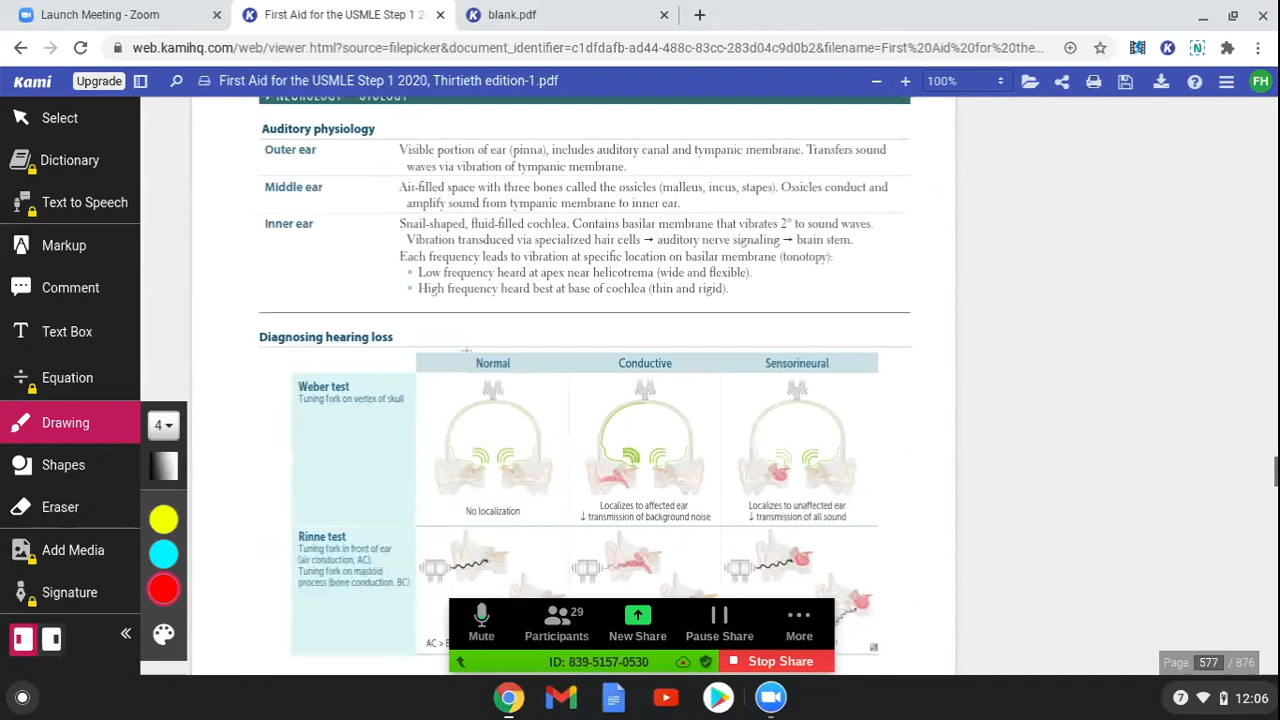 Launch Meeting - Zoom
First Aid for the USMLE Step 1 2
blank.pdf
web.kamihq.com/web/viewer.html?source=filepicker&document_identifier=c1dfdafb-ad44-488c-83cc-283d04c9d0b2&filename=First%20Aid%20for%20the...
Kami Upgrade First Aid for the USMLE Step 1 2020, Thirtieth edition-1.pdf 100% FH
Select
Dictionary
Text to Speech
Markup
Comment
Text Box
Equation
Drawing
4
Shapes
Eraser
Add Media
Signature
Auditory physiology
Outer ear Visible portion of ear (pinna), includes auditory canal and tympanic membrane. Transfers sound
waves via vibration of tympanic membrane.
Middle ear Air-filled space with three bones called the ossicles (malleus, incus, stapes). Ossicles conduct and
amplify sound from tympanic membrane to inner ear.
Inner ear Snail-shaped, fluid-filled cochlea. Contains basilar membrane that vibrates 2° to sound waves.
Vibration transduced via specialized hair cells → auditory nerve signaling → brain stem.
Each frequency leads to vibration at specific location on basilar membrane (tonotopy):
▪ Low frequency heard at apex near helicotrema (wide and flexible).
▪ High frequency heard best at base of cochlea (thin and rigid).
Diagnosing hearing loss
Normal Conductive Sensorineural
Weber test
Tuning fork on vertex of skull
No localization
Localizes to affected ear
↓ transmission of background noise
Localizes to unaffected ear
↓ transmission of all sound
Rinne test
Tuning fork in front of ear
(air conduction, AC).
Tuning fork on mastoid
process (bone conduction, BC)
AC >
Mute
Participants 29
New Share
Pause Share
More
ID: 839-5157-0530
Stop Share
Page 577 / 876
7 12:06